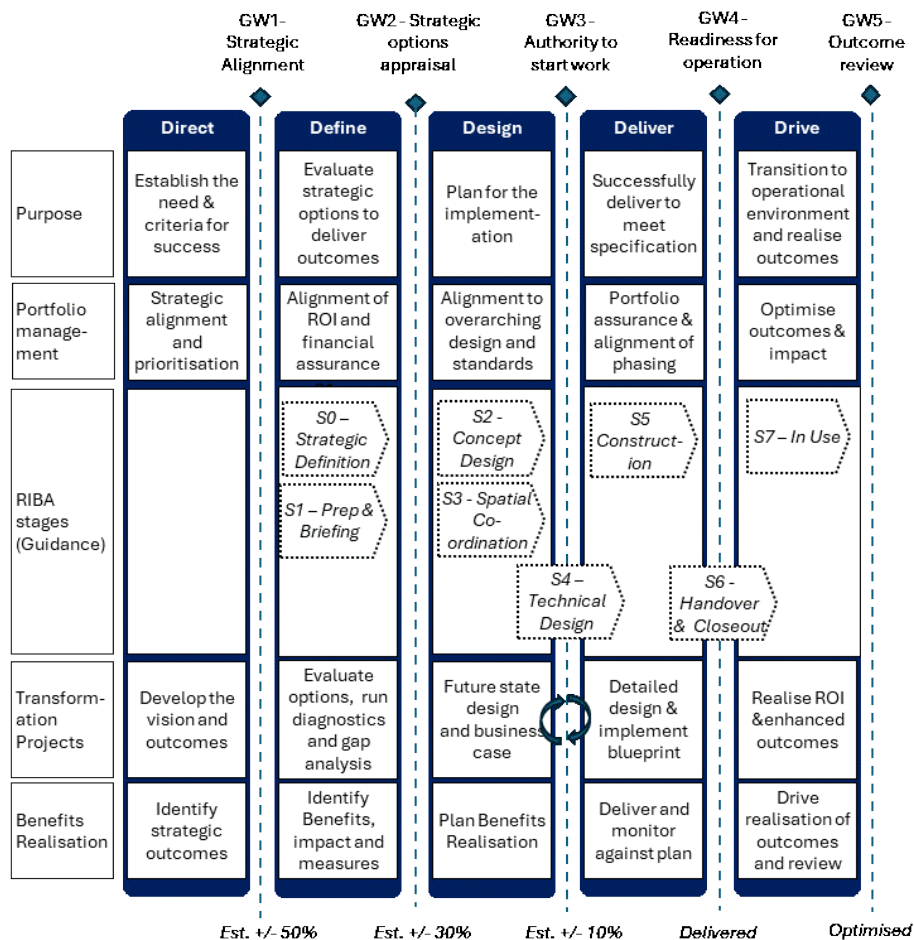 GW1-
Strategic
Alignment
GW2 - Strategic
options
appraisal
GW3 -
Authority to
start work
GW4 -
Readiness for
operation
GW5 -
Outcome
review
Direct
Define
Design
Deliver
Drive
Purpose
Establish the
need &
criteria for
success
Evaluate
strategic
options to
deliver
outcomes
Plan for the
implement-
ation
Successfully
deliver to
meet
specification
Transition to
operational
environment
and realise
outcomes
Portfolio
manage-
ment
Strategic
alignment
and
prioritisation
Alignment of
ROI and
financial
assurance
Alignment to
overarching
design and
standards
Portfolio
assurance &
alignment of
phasing
Optimise
outcomes &
impact
RIBA
stages
(Guidance)
S0 –
Strategic
Definition
S1 – Prep &
Briefing
S2 -
Concept
Design
S3 - Spatial
Co-
ordination
S4 –
Technical
Design
S5
Construct-
ion
S6 -
Handover
& Closeout
S7 – In Use
Transform-
ation
Projects
Develop the
vision and
outcomes
Evaluate
options, run
diagnostics
and gap
analysis
Future state
design
and business
case
Detailed
design &
implement
blueprint
Realise ROI
&enhanced
outcomes
Benefits
Realisation
Identify
strategic
outcomes
Identify
Benefits,
impact and
measures
Plan Benefits
Realisation
Deliver and
monitor
against plan
Drive
realisation of
outcomes
and review
Est. +/- 50%
Est. +/- 30%
Est. +/- 10%
Delivered
Optimised